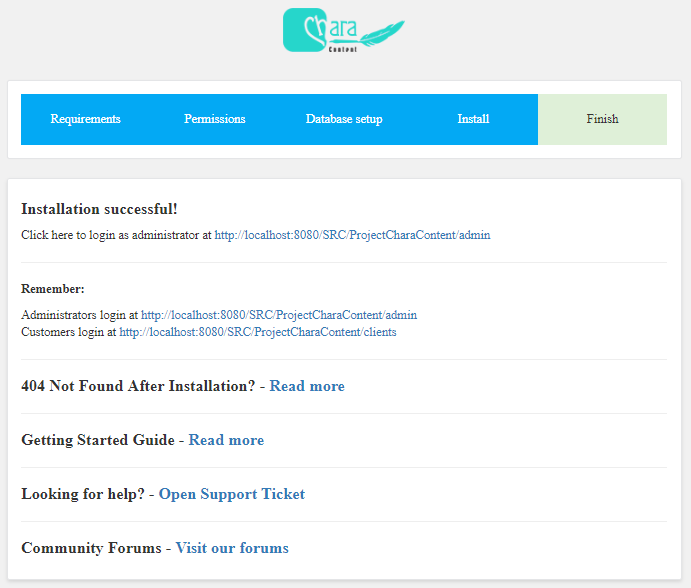 Chara
Content
Requirements Permissions Database setup Install Finish
Installation successful!
Click here to login as administrator at http://localhost:8080/SRC/ProjectCharaContent/admin
Remember:
Administrators login at http://localhost:8080/SRC/ProjectCharaContent/admin
Customers login at http://localhost:8080/SRC/ProjectCharaContent/clients
404 Not Found After Installation? - Read more
Getting Started Guide - Read more
Looking for help? - Open Support Ticket
Community Forums - Visit our forums